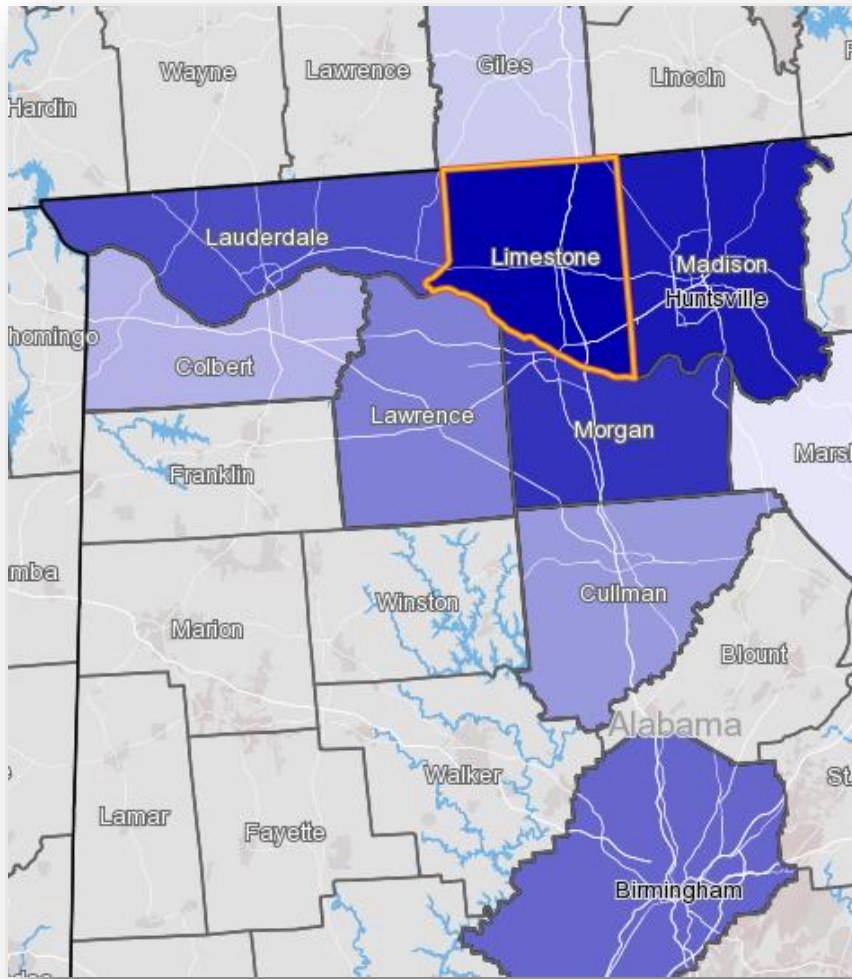 Wayne
Lawrence
Giles
Lincoln
Hardin
Lauderdale
Limestone
Madison
Huntsville
homingo
Colbert
Lawrence
Morgan
Marsh
Franklin
mba
Winston
Cullman
Marion
Blount
Alabama
Walker
St.
Lamar
Fayette
Birmingham